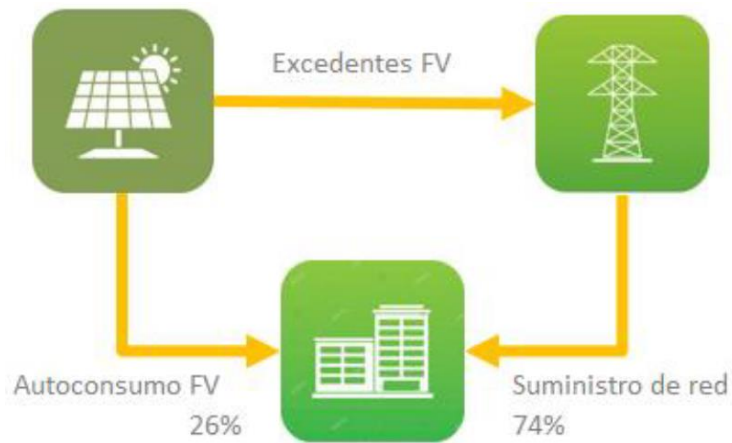 Excedentes FV
Autoconsumo FV
26%
Suministro de red
74%